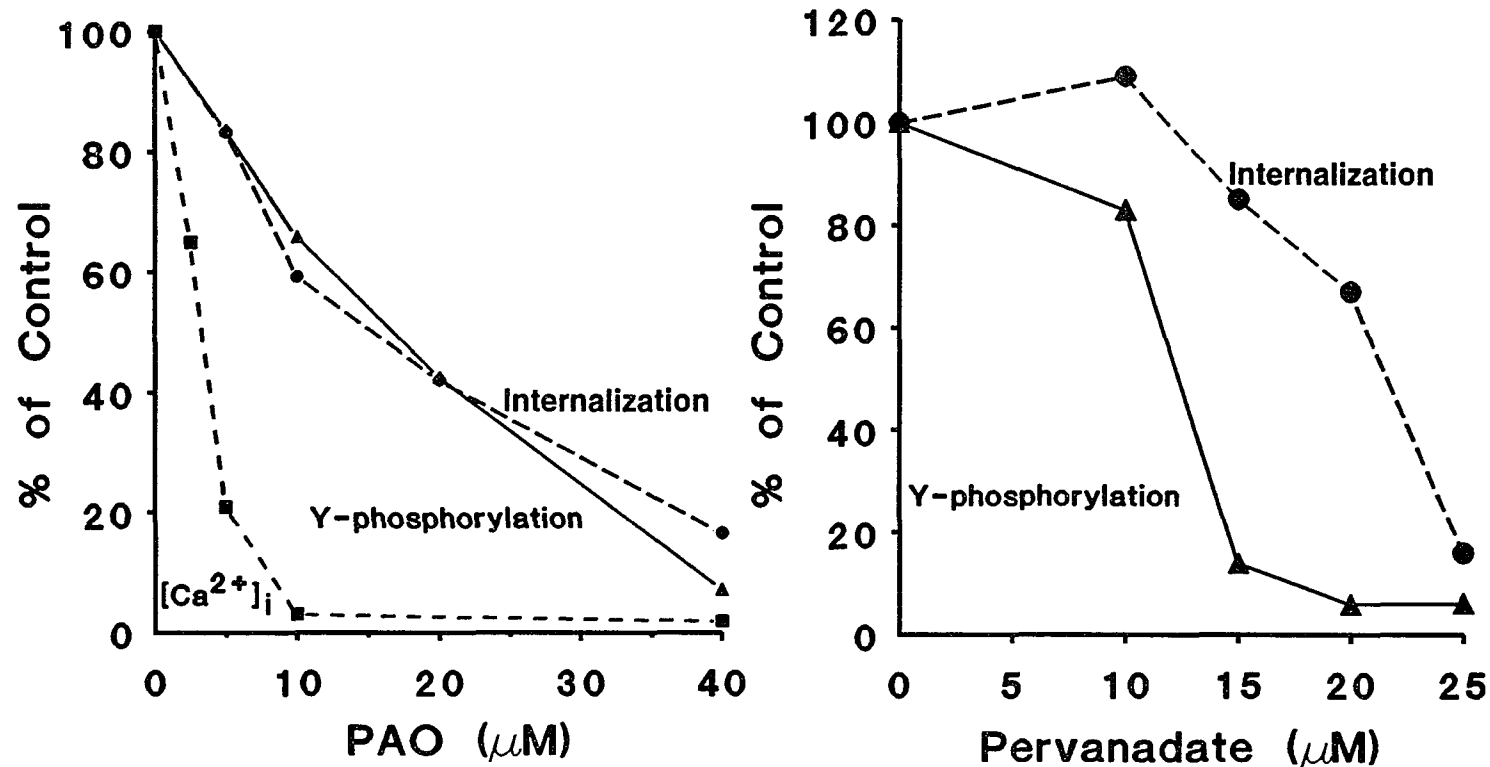 % of Control
100
80
60
40
20
0
Internalization
Y-phosphorylation
[Ca2+]i
0 10 20 30 40
PAO (μM)
% of Control
120
100
80
60
40
20
0
Internalization
Y-phosphorylation
0 5 10 15 20 25
Pervanadate (μM)